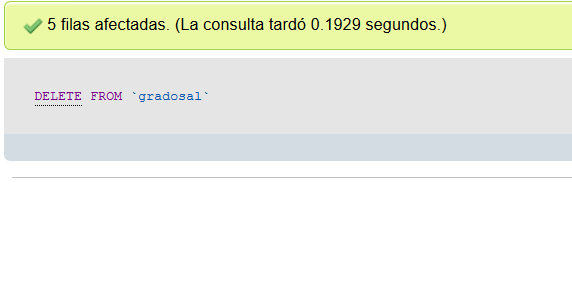 5 filas afectadas. (La consulta tardó 0.1929 segundos.)
DELETE FROM `gradosal`